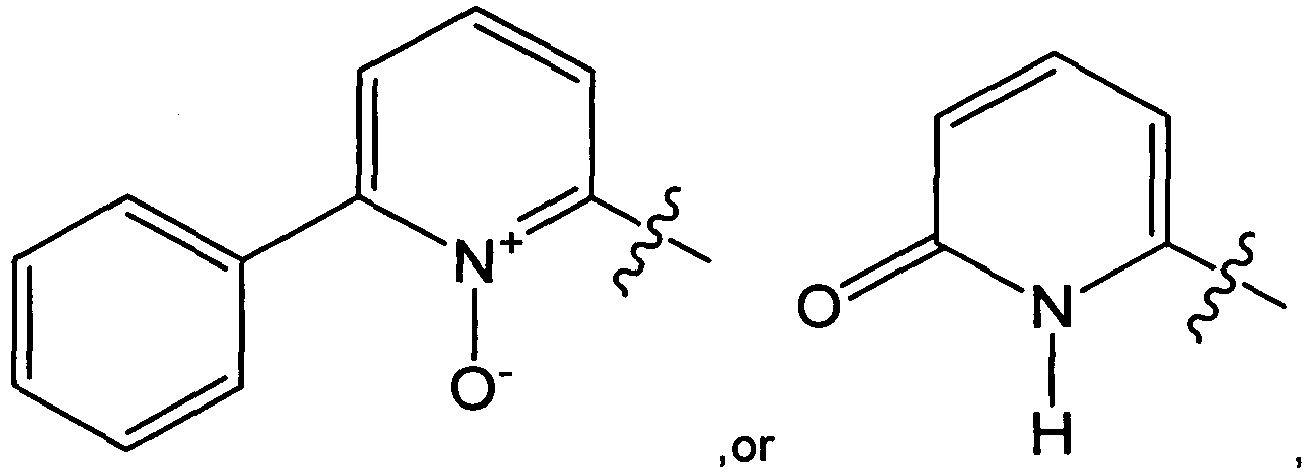 N+
O-
, or
O
N
H
,